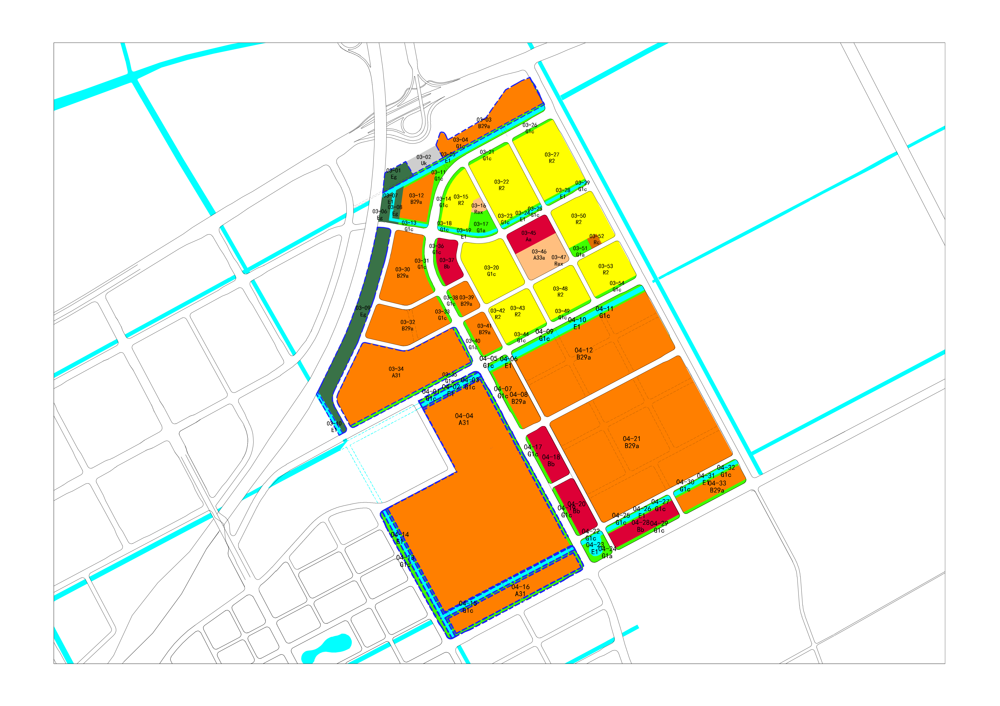 03-03
B29a
03-26
G1c
03-04
G1c
03-05
E1
03-02
Uk
03-21
G1c
03-27
R2
03-01
Eg
03-11
G1c
03-22
R2
03-29
G1c
03-28
E1
03-07
E1
03-12
B29a
03-14
G1c
03-15
R2
03-16
Rax
03-08
Eg
03-06
Eg
03-25
G1c
03-24
E1
03-23
G1c
03-50
R2
03-13
G1c
03-18
G1c
03-17
G1a
03-19
E1
03-45
Aa
03-52
Rc
03-36
G1c
03-51
G1a
03-46
A33a
03-47
Rax
03-37
Bb
03-31
G1c
03-30
B29a
03-20
G1c
03-53
R2
03-54
G1c
03-48
R2
03-38
G1c
03-39
B29a
03-09
Eg
03-33
G1c
03-42
R2
03-43
R2
03-49
G1c
04-11
G1c
03-32
B29a
03-41
B29a
04-10
E1
04-09
G1c
03-44
G1c
03-40
G1c
04-12
B29a
04-05
G1c
04-06
E1
03-34
A31
03-35
G1c
04-03
G1c
04-02
E1
04-01
G1c
04-07
G1c
04-08
B29a
03-10
E1
04-04
A31
04-21
B29a
04-17
G1c
04-18
Bb
04-32
G1c
04-31
E1
04-30
G1c
04-33
B29a
04-27
G1c
04-26
E1
04-20
Bb
04-19
G1c
04-25
G1c
04-28
Bb
04-29
G1c
04-22
G1c
04-23
E1
04-24
G1a
04-14
E1
04-13
G1c
04-16
A31
04-15
G1c